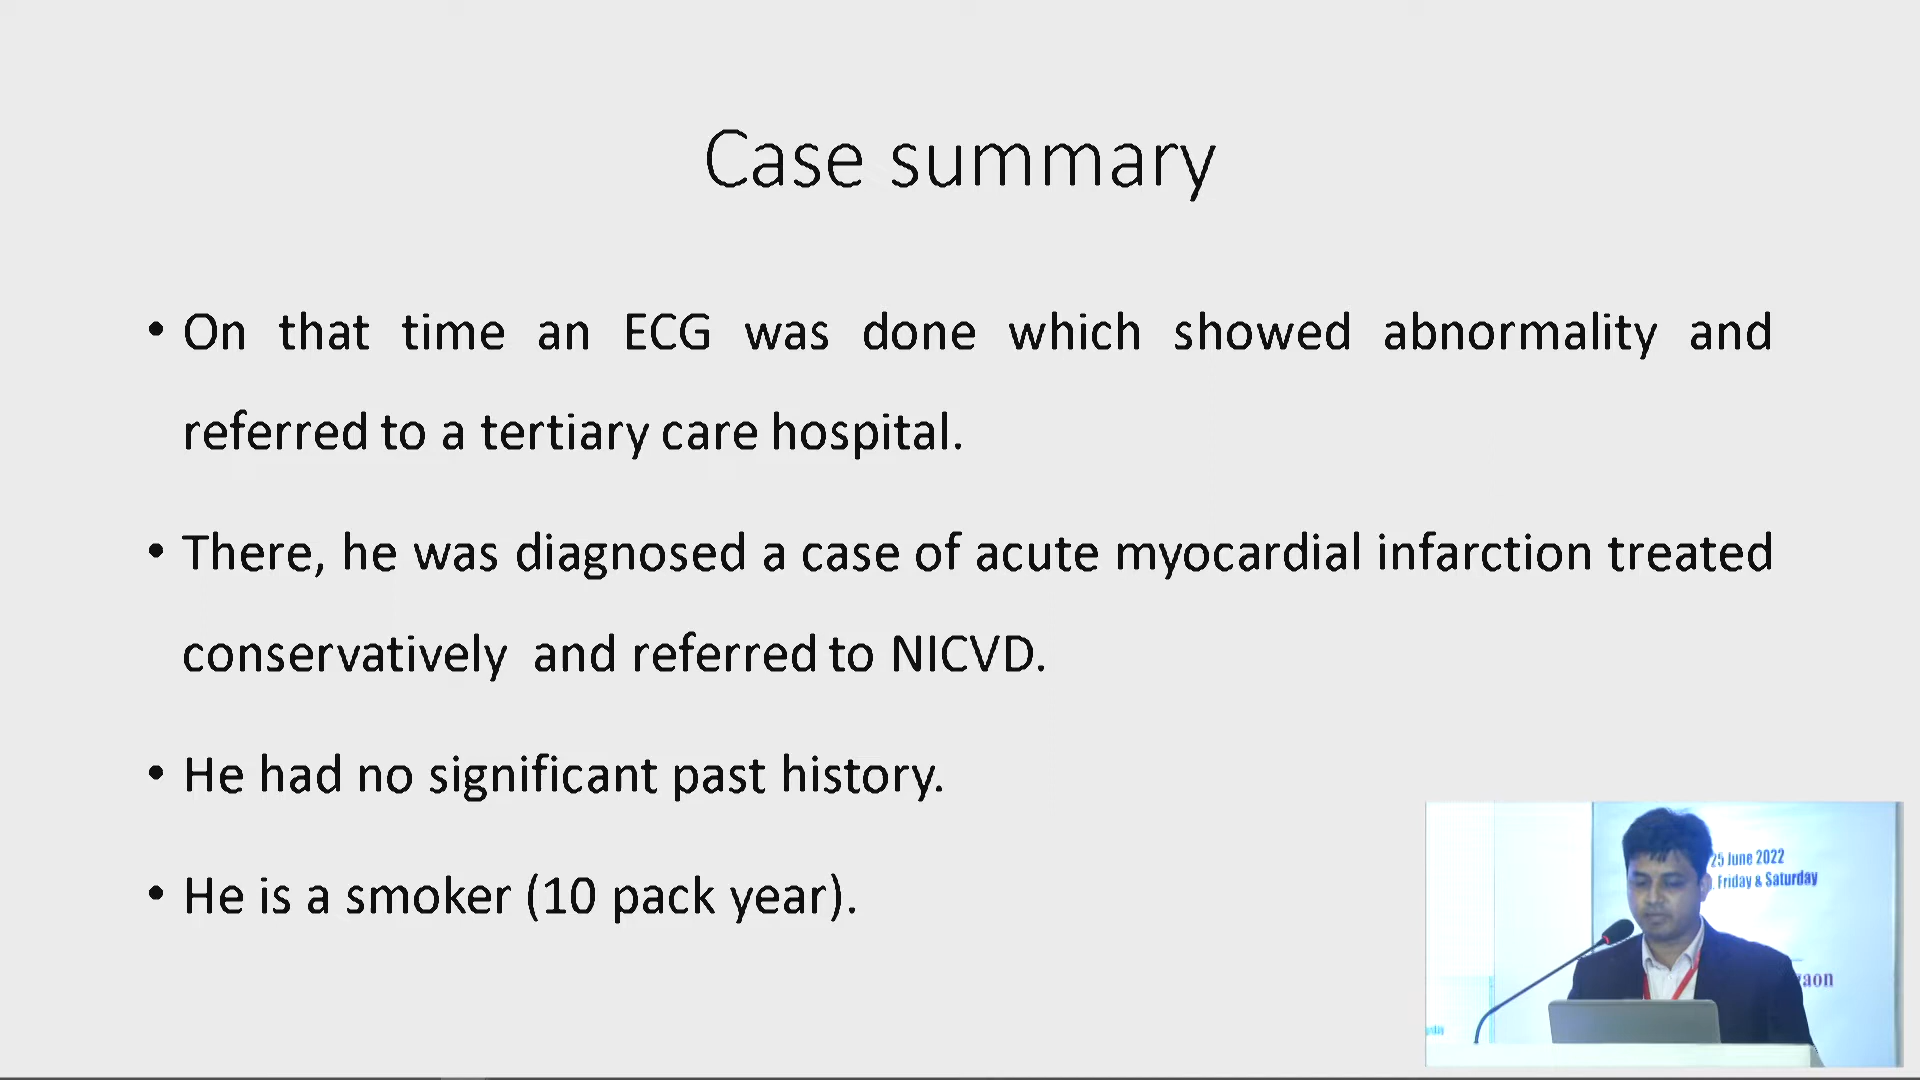 Case summary
• On that time an ECG was done which showed abnormality and
referred to a tertiary care hospital.
• There, he was diagnosed a case of acute myocardial infarction treated
conservatively and referred to NICVD.
• He had no significant past history.
• He is a smoker (10 pack year).
25 June 2022
Friday & Saturday